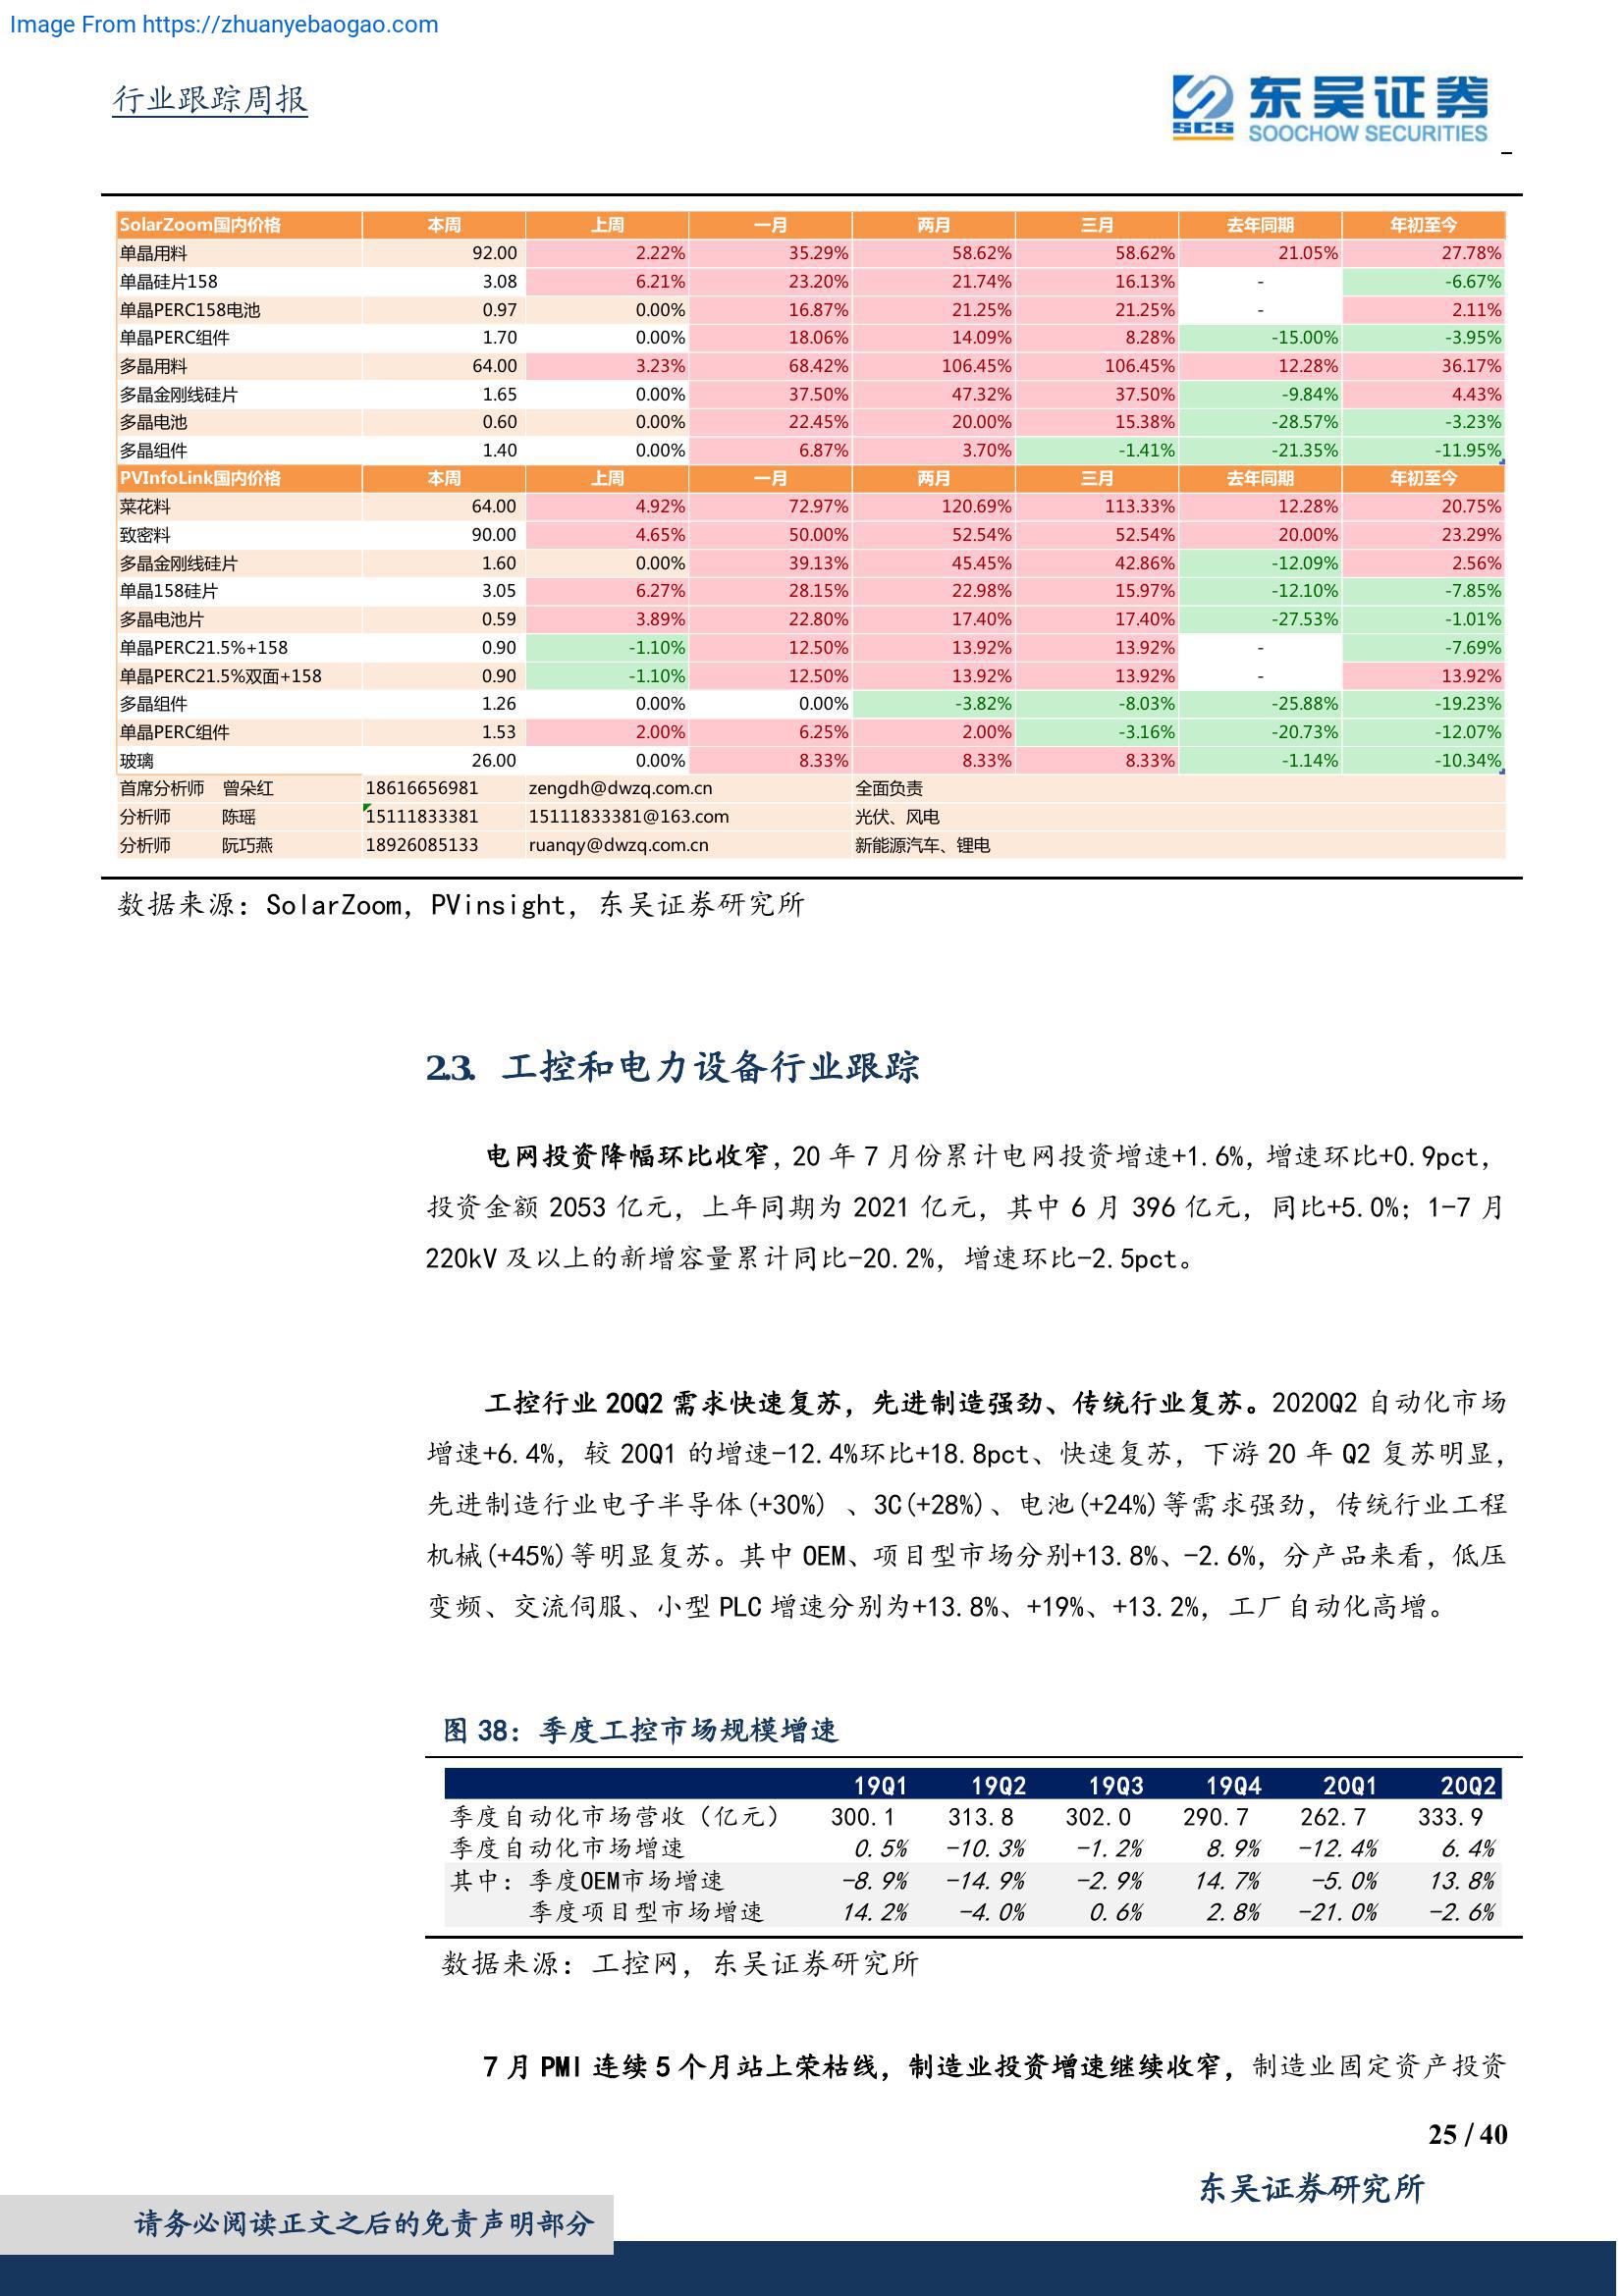 Image From https://zhuanyebaogao.com
行业跟踪周报
SCS 东吴证券
SOOCHOW SECURITIES
SolarZoom国内价格 本周 上周 一月 两月 三月 去年同期 年初至今
单晶用料 92.00 2.22% 35.29% 58.62% 58.62% 21.05% 27.78%
单晶硅片158 3.08 6.21% 23.20% 21.74% 16.13% - -6.67%
单晶PERC158电池 0.97 0.00% 16.87% 21.25% 21.25% - 2.11%
单晶PERC组件 1.70 0.00% 18.06% 14.09% 8.28% -15.00% -3.95%
多晶用料 64.00 3.23% 68.42% 106.45% 106.45% 12.28% 36.17%
多晶金刚线硅片 1.65 0.00% 37.50% 47.32% 37.50% -9.84% 4.43%
多晶电池 0.60 0.00% 22.45% 20.00% 15.38% -28.57% -3.23%
多晶组件 1.40 0.00% 6.87% 3.70% -1.41% -21.35% -11.95%
PVInfoLink国内价格 本周 上周 一月 两月 三月 去年同期 年初至今
菜花料 64.00 4.92% 72.97% 120.69% 113.33% 12.28% 20.75%
致密料 90.00 4.65% 50.00% 52.54% 52.54% 20.00% 23.29%
多晶金刚线硅片 1.60 0.00% 39.13% 45.45% 42.86% -12.09% 2.56%
单晶158硅片 3.05 6.27% 28.15% 22.98% 15.97% -12.10% -7.85%
多晶电池片 0.59 3.89% 22.80% 17.40% 17.40% -27.53% -1.01%
单晶PERC21.5%+158 0.90 -1.10% 12.50% 13.92% 13.92% - -7.69%
单晶PERC21.5%双面+158 0.90 -1.10% 12.50% 13.92% 13.92% - 13.92%
多晶组件 1.26 0.00% 0.00% -3.82% -8.03% -25.88% -19.23%
单晶PERC组件 1.53 2.00% 6.25% 2.00% -3.16% -20.73% -12.07%
玻璃 26.00 0.00% 8.33% 8.33% 8.33% -1.14% -10.34%
首席分析师 曾朵红 18616656981 zengdh@dwzq.com.cn 全面负责
分析师 陈瑶 15111833381 15111833381@163.com 光伏、风电
分析师 阮巧燕 18926085133 ruanqy@dwzq.com.cn 新能源汽车、锂电
数据来源：SolarZoom，PVinsight，东吴证券研究所
2.3. 工控和电力设备行业跟踪
电网投资降幅环比收窄，20 年 7 月份累计电网投资增速+1.6%，增速环比+0.9pct，
投资金额 2053 亿元，上年同期为 2021 亿元，其中 6 月 396 亿元，同比+5.0%；1-7 月
220kV 及以上的新增容量累计同比-20.2%，增速环比-2.5pct。
工控行业 20Q2 需求快速复苏，先进制造强劲、传统行业复苏。2020Q2 自动化市场
增速+6.4%，较 20Q1 的增速-12.4%环比+18.8pct、快速复苏，下游 20 年 Q2 复苏明显，
先进制造行业电子半导体(+30%) 、3C(+28%)、电池(+24%)等需求强劲，传统行业工程
机械(+45%)等明显复苏。其中 OEM、项目型市场分别+13.8%、-2.6%，分产品来看，低压
变频、交流伺服、小型 PLC 增速分别为+13.8%、+19%、+13.2%，工厂自动化高增。
图 38：季度工控市场规模增速
19Q1 19Q2 19Q3 19Q4 20Q1 20Q2
季度自动化市场营收（亿元） 300.1 313.8 302.0 290.7 262.7 333.9
季度自动化市场增速 0.5% -10.3% -1.2% 8.9% -12.4% 6.4%
其中：季度OEM市场增速 -8.9% -14.9% -2.9% 14.7% -5.0% 13.8%
季度项目型市场增速 14.2% -4.0% 0.6% 2.8% -21.0% -2.6%
数据来源：工控网，东吴证券研究所
7 月 PMI 连续 5 个月站上荣枯线，制造业投资增速继续收窄，制造业固定资产投资
25 / 40
东吴证券研究所
请务必阅读正文之后的免责声明部分